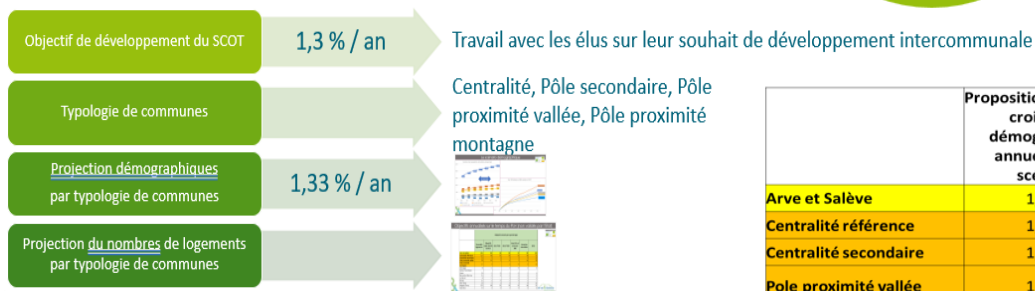 Objectif de développement du SCOT
1,3 % / an
Travail avec les élus sur leur souhait de développement intercommunale
Typologie de communes
Centralité, Pôle secondaire, Pôle
proximité vallée, Pôle proximité
montagne
Projection démographiques
par typologie de communes
1,33 % / an
Projection du nombres de logements
par typologie de communes
Arve et Salève
Centralité référence
Centralité secondaire
Pole proximité vallée